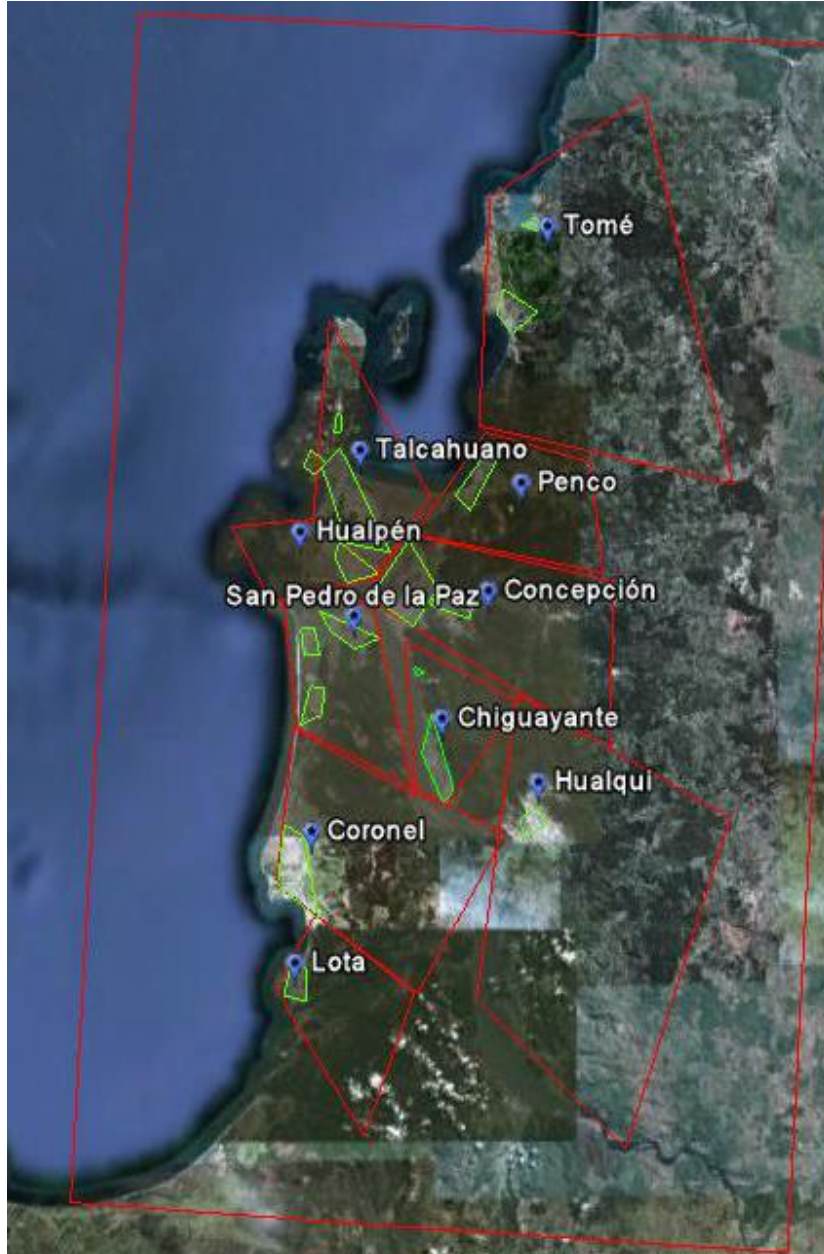 Tomé
Talcahuano
Penco
Hualpén
San Pedro de la Paz
Concepción
Chiguayante
Hualqui
Coronel
Lota